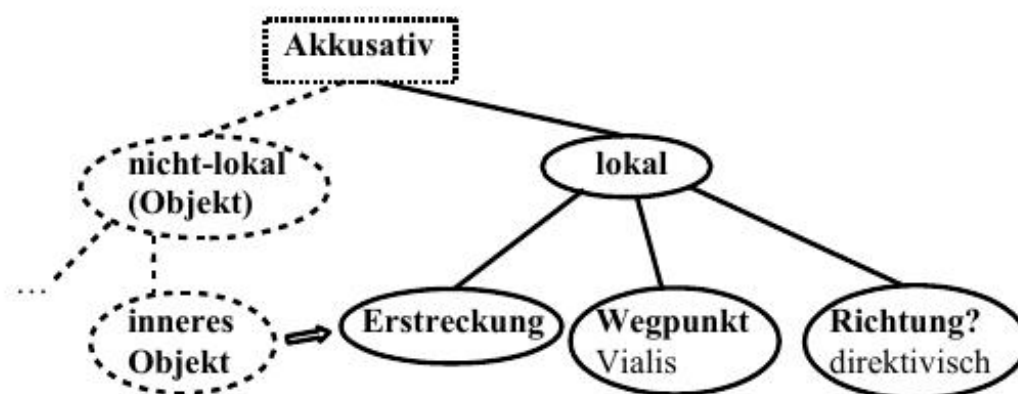 Akkusativ
nicht-lokal
(Objekt)
lokal
...
inneres
Objekt
Erstreckung
Wegpunkt
Vialis
Richtung?
direktivisch